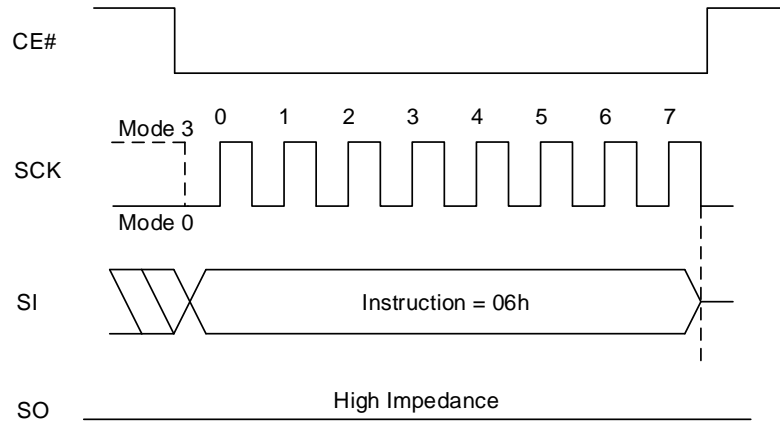 CE#
Mode 3
0 1 2 3 4 5 6 7
SCK
Mode 0
SI
Instruction = 06h
SO
High Impedance